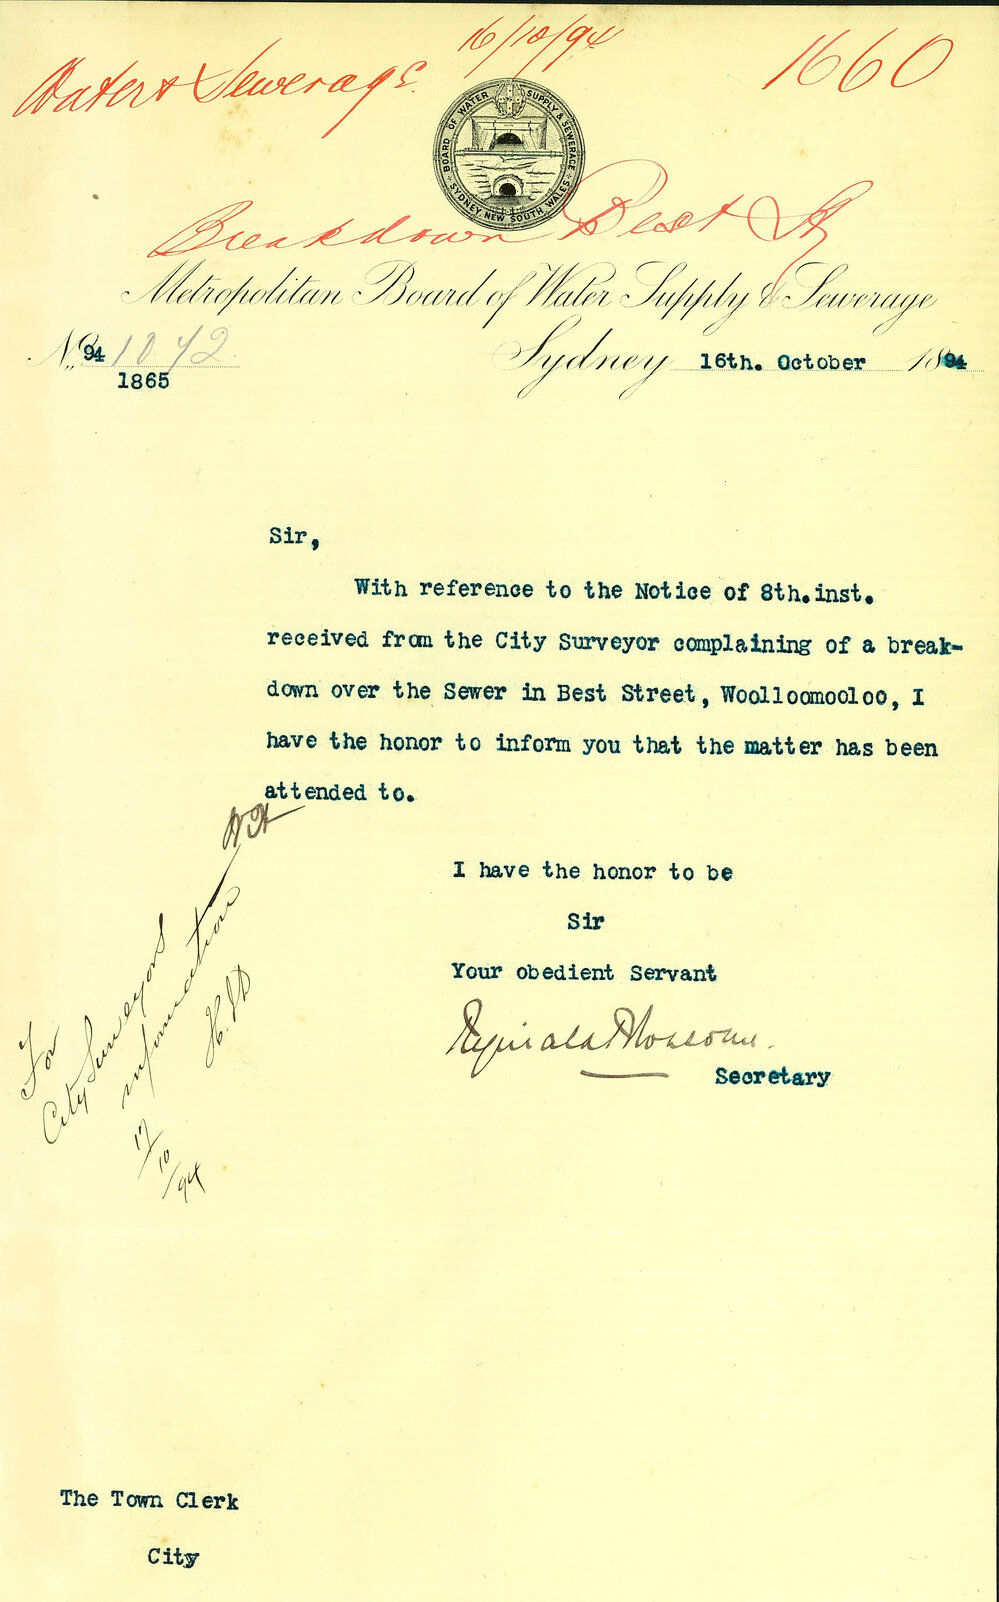 16/10/94
Water & Sewerage
1660
BOARD OF WATER SUPPLY & SEWERAGE
SYDNEY NEW SOUTH WALES
Breakdown Best St
Metropolitan Board of Water Supply & Sewerage
No. 94 1042
1865
Sydney 16th. October 1894
Sir,
With reference to the Notice of 8th.inst.
received from the City Surveyor complaining of a break-
down over the Sewer in Best Street, Woolloomooloo, I
have the honor to inform you that the matter has been
attended to.
I have the honor to be
Sir
Your obedient Servant
Secretary
For
City Surveyors
information
17/10/94
The Town Clerk
City